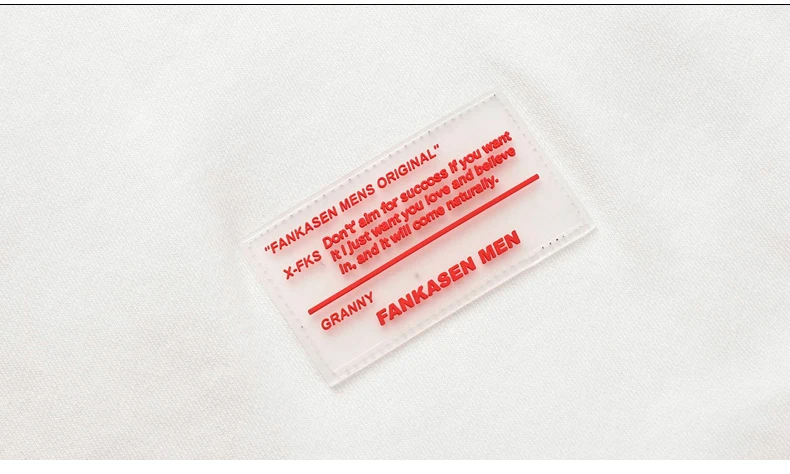 "FANKASEN MENS ORIGINAL"
X-FKS
Don't' aim for success if you want
it I just want you love and believe
in, and it will come naturally.
GRANNY
FANKASEN MEN